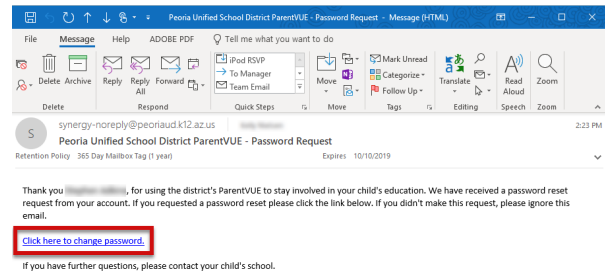 Peoria Unified School District ParentVUE - Password Request - Message (HTML)
File Message Help ADOBE PDF Tell me what you want to do
Delete Archive Reply Reply All Forward
iPod RSVP
To Manager
Team Email
Move
Mark Unread
Categorize
Follow Up
Translate
Read Aloud
Zoom
Delete Respond Quick Steps Move Tags Editing Speech Zoom
S
synergy-noreply@peoriaud.k12.az.us
2:23 PM
Peoria Unified School District ParentVUE - Password Request
Retention Policy 365 Day Mailbox Tag (1 year) Expires 10/10/2019
Thank you , for using the district's ParentVUE to stay involved in your child's education. We have received a password reset
request from your account. If you requested a password reset please click the link below. If you didn't make this request, please ignore this
email.
Click here to change password.
If you have further questions, please contact your child's school.